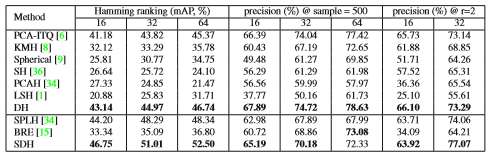 Method Hamming ranking (mAP, %) precision (%) @ sample = 500 precision (%) @ r=2
16 32 64 16 32 64 16 32
PCA-ITQ [6] 41.18 43.82 45.37 66.39 74.04 77.42 65.73 73.14
KMH [8] 32.12 33.29 35.78 60.43 67.19 72.65 61.88 68.85
Spherical [9] 25.81 30.77 34.75 49.48 61.27 69.85 51.71 64.26
SH [36] 26.64 25.72 24.10 56.29 61.29 61.98 57.52 65.31
PCAH [34] 27.33 24.85 21.47 56.56 59.99 57.97 36.36 65.54
LSH [1] 20.88 25.83 31.71 37.77 50.16 61.73 25.10 55.61
DH 43.14 44.97 46.74 67.89 74.72 78.63 66.10 73.29
SPLH [34] 44.20 48.29 48.34 62.98 67.89 67.99 63.71 74.06
BRE [15] 33.34 35.09 36.80 60.72 68.86 73.08 34.09 64.21
SDH 46.75 51.01 52.50 65.19 70.18 72.33 63.92 77.07